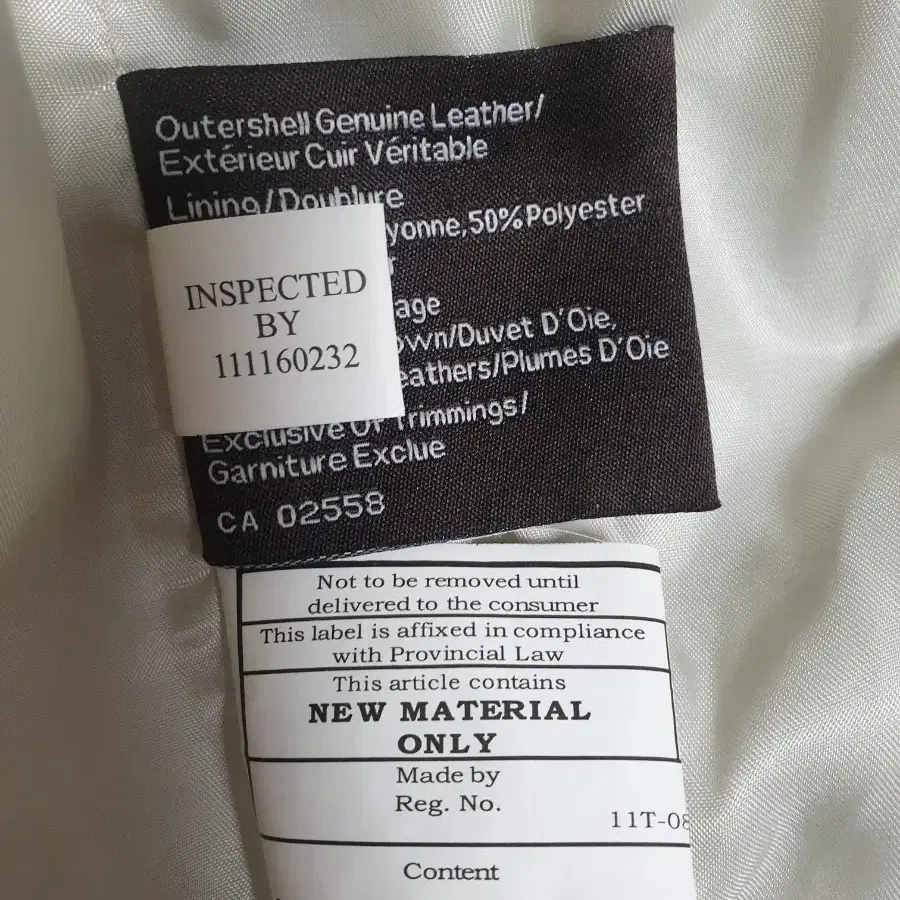 Outershell Genuine Leather/
Extérieur Cuir Véritable
Lining/Doublure
yonne,50%Polyester
r
age
own/Duvet D'Oie,
eathers/Plumes D'Oie
Exclusive Of Trimmings/
Garniture Exclue
CA 02558
INSPECTED
BY
111160232
Not to be removed until
delivered to the consumer
This label is affixed in compliance
with Provincial Law
This article contains
NEW MATERIAL
ONLY
Made by
Reg. No.
11T-08
Content